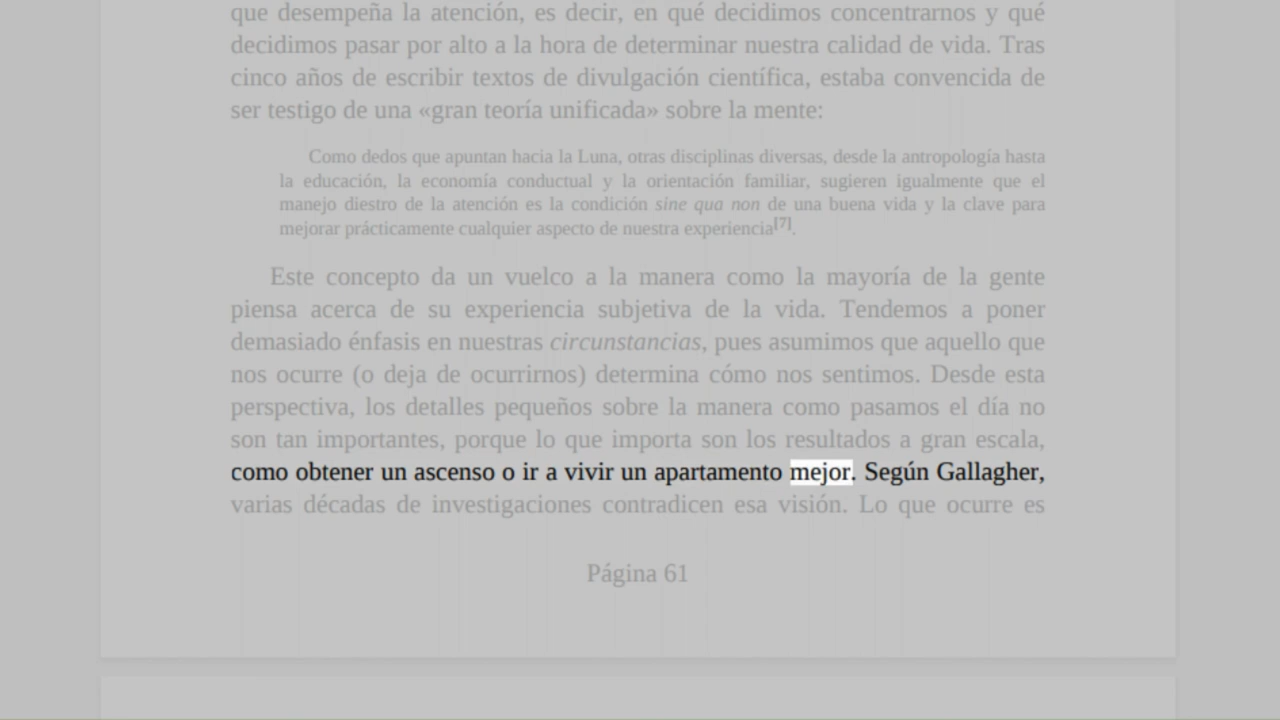 que desempeña la atención, es decir, en qué decidimos concentrarnos y qué
decidimos pasar por alto a la hora de determinar nuestra calidad de vida. Tras
cinco años de escribir textos de divulgación científica, estaba convencida de
ser testigo de una «gran teoría unificada» sobre la mente:
Como dedos que apuntan hacia la Luna, otras disciplinas diversas, desde la antropología hasta
la educación, la economía conductual y la orientación familiar, sugieren igualmente que el
manejo diestro de la atención es la condición sine qua non de una buena vida y la clave para
mejorar prácticamente cualquier aspecto de nuestra experiencia[7].
Este concepto da un vuelco a la manera como la mayoría de la gente
piensa acerca de su experiencia subjetiva de la vida. Tendemos a poner
demasiado énfasis en nuestras circunstancias, pues asumimos que aquello que
nos ocurre (o deja de ocurrirnos) determina cómo nos sentimos. Desde esta
perspectiva, los detalles pequeños sobre la manera como pasamos el día no
son tan importantes, porque lo que importa son los resultados a gran escala,
como obtener un ascenso o ir a vivir un apartamento mejor. Según Gallagher,
varias décadas de investigaciones contradicen esa visión. Lo que ocurre es
Página 61